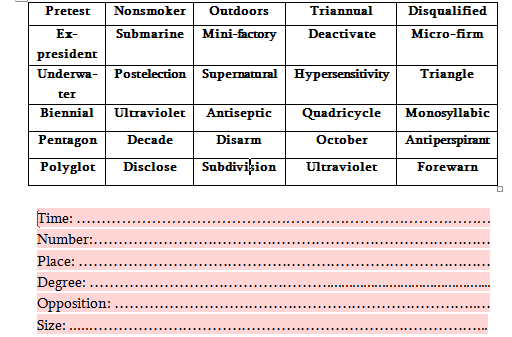 Pretest Nonsmoker Outdoors Triannual Disqualified
Ex-
president Submarine Mini-factory Deactivate Micro-firm
Underwa-
ter Postelection Supernatural Hypersensitivity Triangle
Biennial Ultraviolet Antiseptic Quadricycle Monosyllabic
Pentagon Decade Disarm October Antiperspirant
Polyglot Disclose Subdivision Ultraviolet Forewarn
Time: ……………………………………………………………………
Number:…………………………………………………………………
Place: ……………………………………………………………………
Degree: …………………………………………......................................
Opposition: ………………………………………………………………
Size: ......………………………………………………………………..